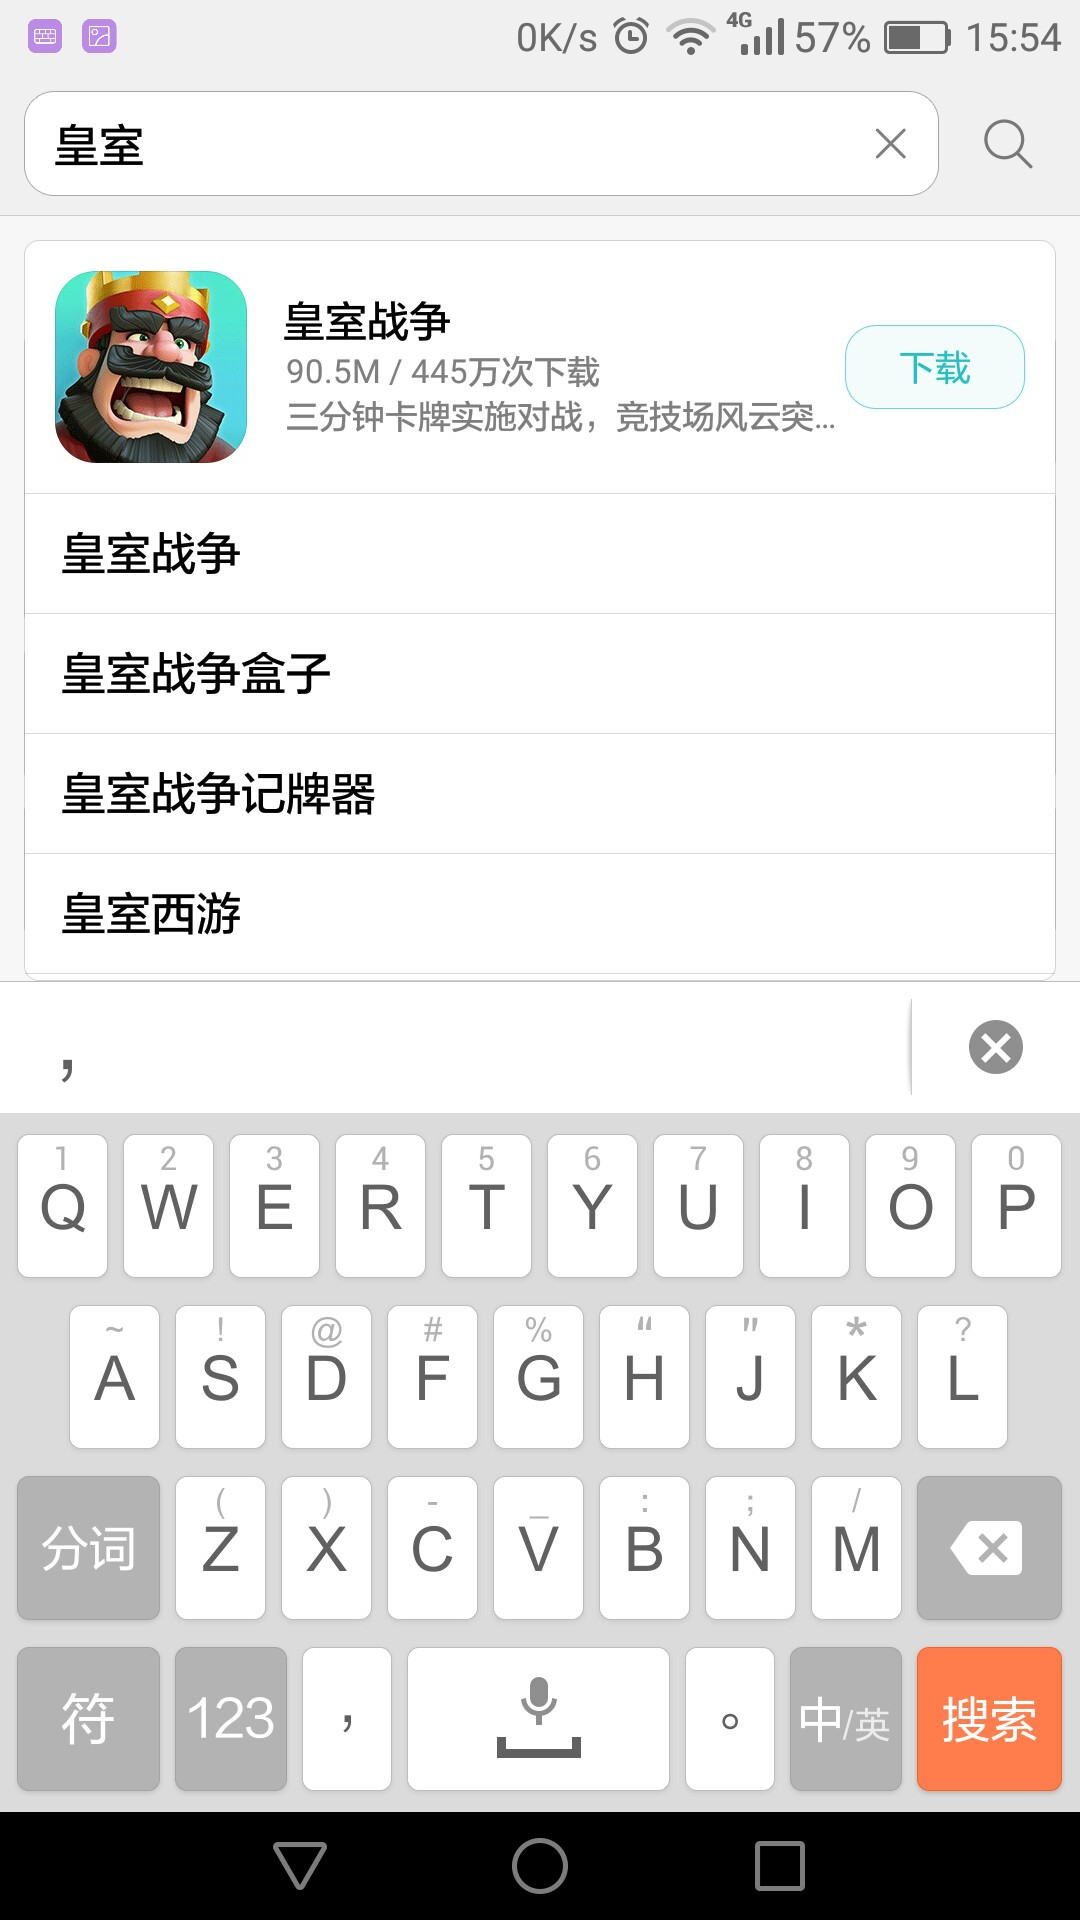 0K/s 4G 57% 15:54
皇室
皇室战争
90.5M / 445万次下载
三分钟卡牌实施对战，竞技场风云突...
下载
皇室战争
皇室战争盒子
皇室战争记牌器
皇室西游
，
1 2 3 4 5 6 7 8 9 0
Q W E R T Y U I O P
~ ! @ # % “ " * ?
A S D F G H J K L
( ) - _ : ; /
分词 Z X C V B N M
符 123 ， 。 中/英 搜索